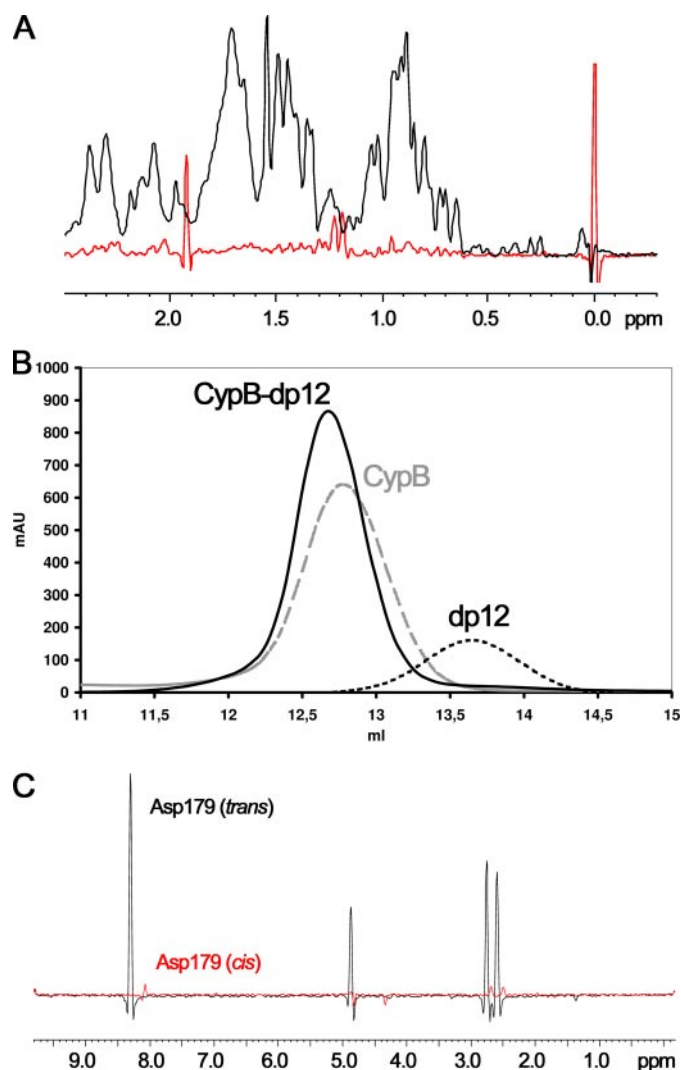 A
2.0 1.5 1.0 0.5 0.0 ppm
B
1000
900
800
700
600
500
400
300
200
100
0
mAU
CypB-dp12
CypB
dp12
11 11,5 12 12,5 13 13,5 14 14,5 15
ml
C
Asp179 (trans)
Asp179 (cis)
9.0 8.0 7.0 6.0 5.0 4.0 3.0 2.0 1.0 ppm